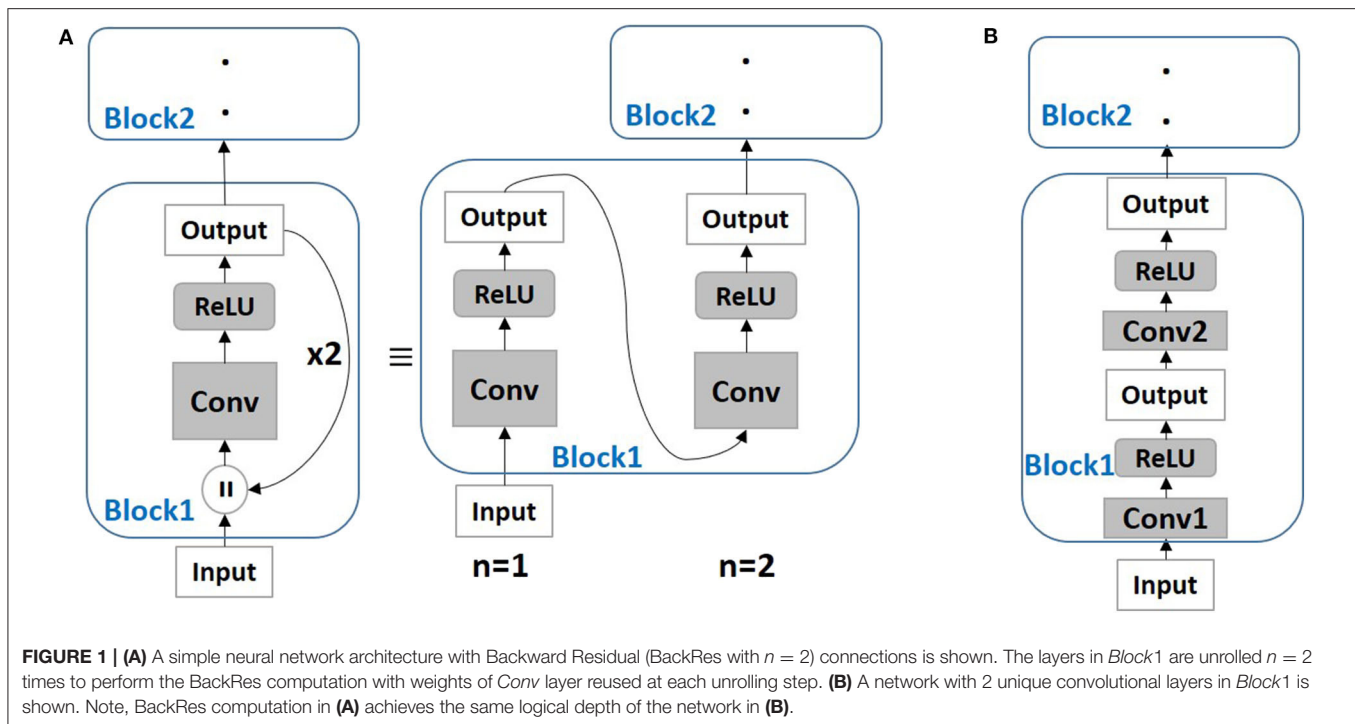 A
Block2
Output
ReLU
Conv
x2
=
Block1
Input
≡
Block2
Output
ReLU
Conv
Output
ReLU
Conv
Block1
Input
n=1
n=2
B
Block2
Output
ReLU
Conv2
Output
ReLU
Block1
Conv1
Input
FIGURE 1 | (A) A simple neural network architecture with Backward Residual (BackRes with n = 2) connections is shown. The layers in Block1 are unrolled n = 2
times to perform the BackRes computation with weights of Conv layer reused at each unrolling step. (B) A network with 2 unique convolutional layers in Block1 is
shown. Note, BackRes computation in (A) achieves the same logical depth of the network in (B).